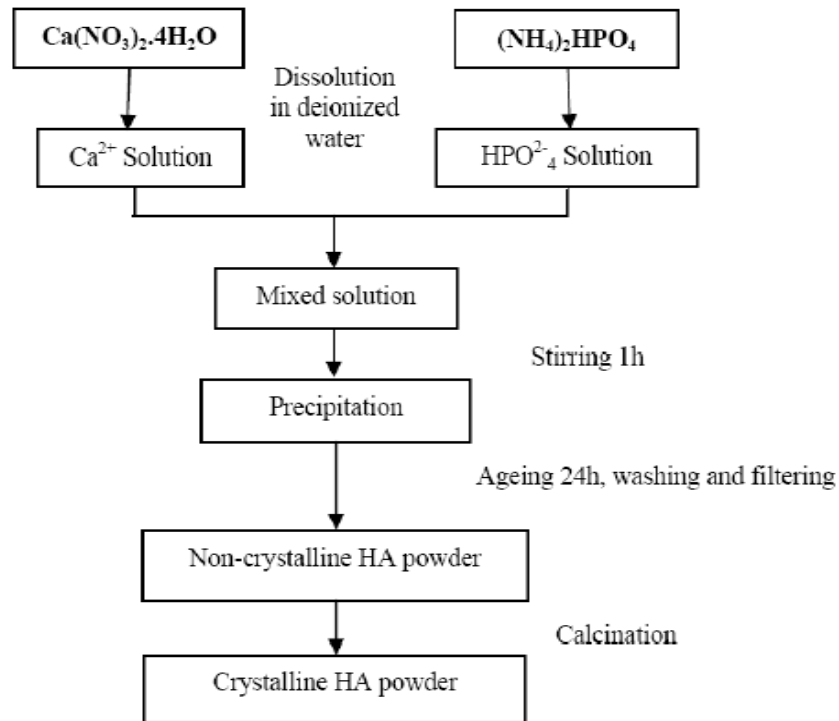 Ca(NO₃)₂.4H₂O
(NH₄)₂HPO₄
Dissolution
in deionized
water
Ca²⁺ Solution
HPO²⁻₄ Solution
Mixed solution
Stirring 1h
Precipitation
Ageing 24h, washing and filtering
Non-crystalline HA powder
Calcination
Crystalline HA powder